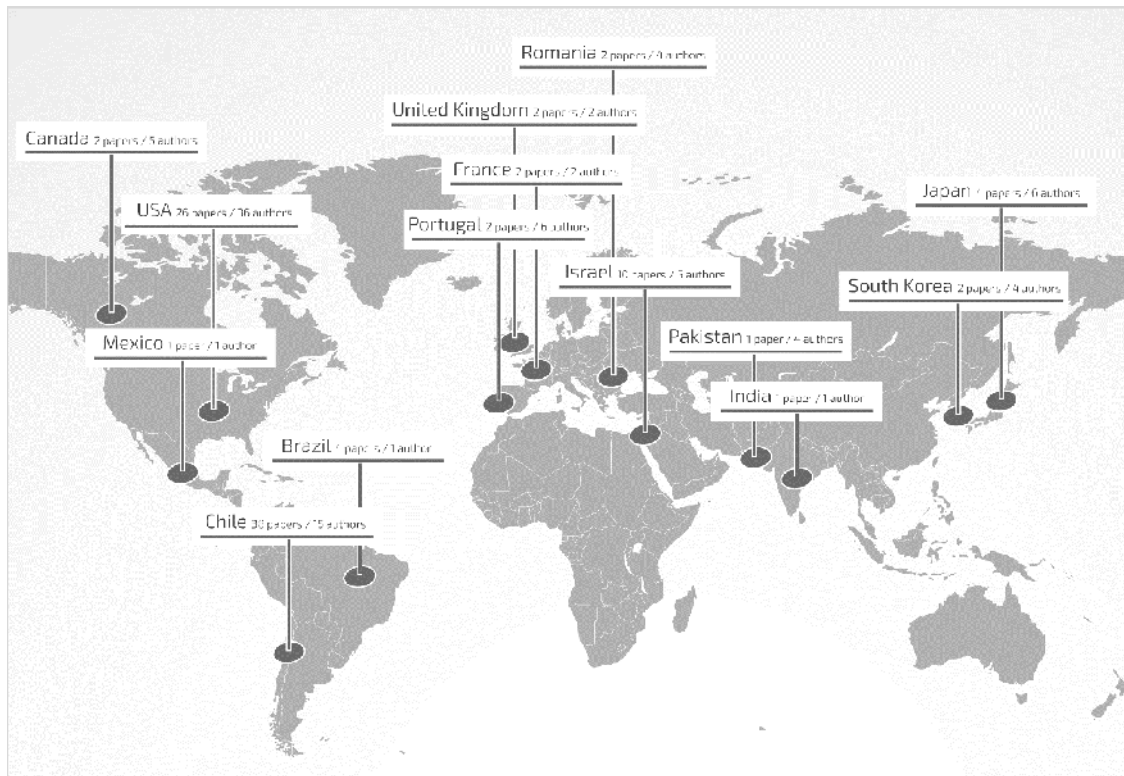 Romania 2 papers / 9 authors
United Kingdom 2 papers / 2 authors
Canada 2 papers / 5 authors
France 2 papers / 2 authors
Japan papers / 6 authors
USA 26 papers / 36 authors
Portugal 2 papers / 6 authors
Israel 10 papers / 5 authors
South Korea 2 papers / 4 authors
Mexico 1 paper / 1 author
Pakistan 1 paper / 4 authors
India 1 paper / 1 author
Brazil papers / 1 author
Chile papers / 15 authors